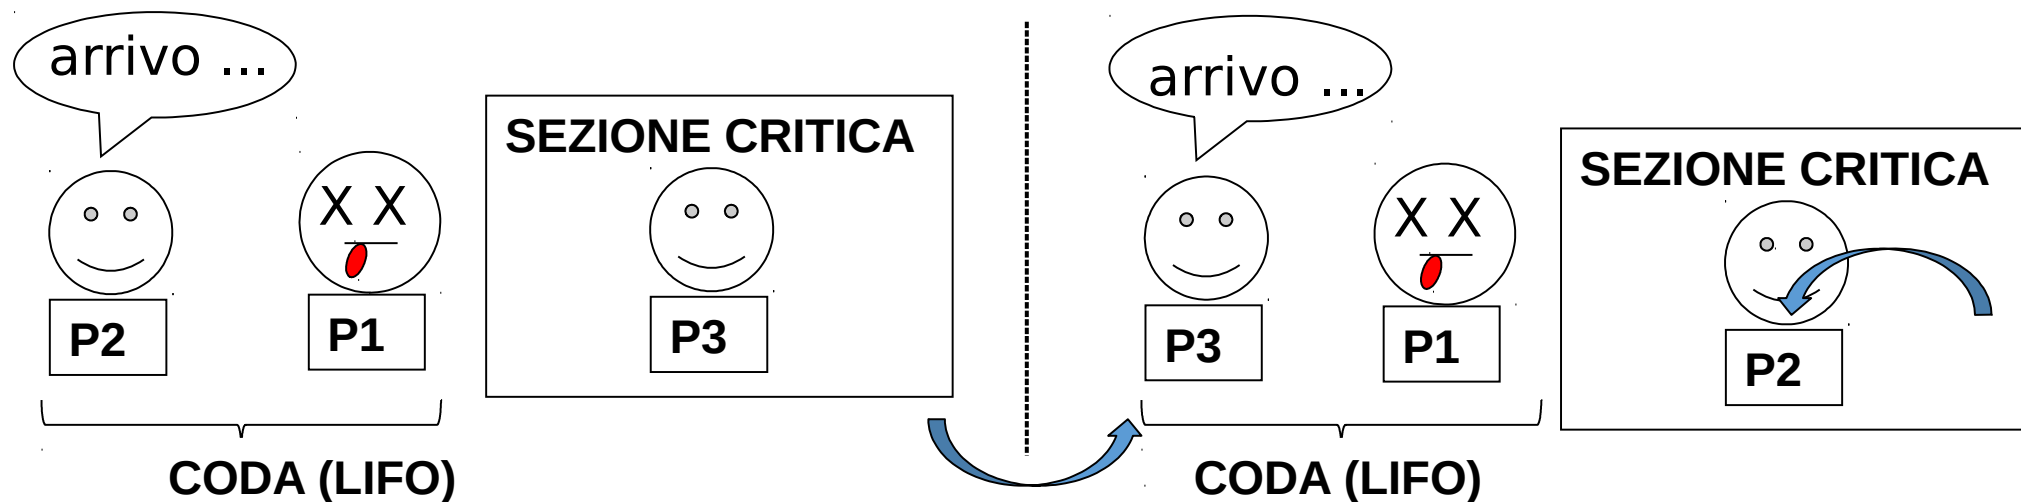 arrivo ...
SEZIONE CRITICA
X X
P2
P1
P3
CODA (LIFO)
arrivo ...
SEZIONE CRITICA
X X
P3
P1
P2
CODA (LIFO)